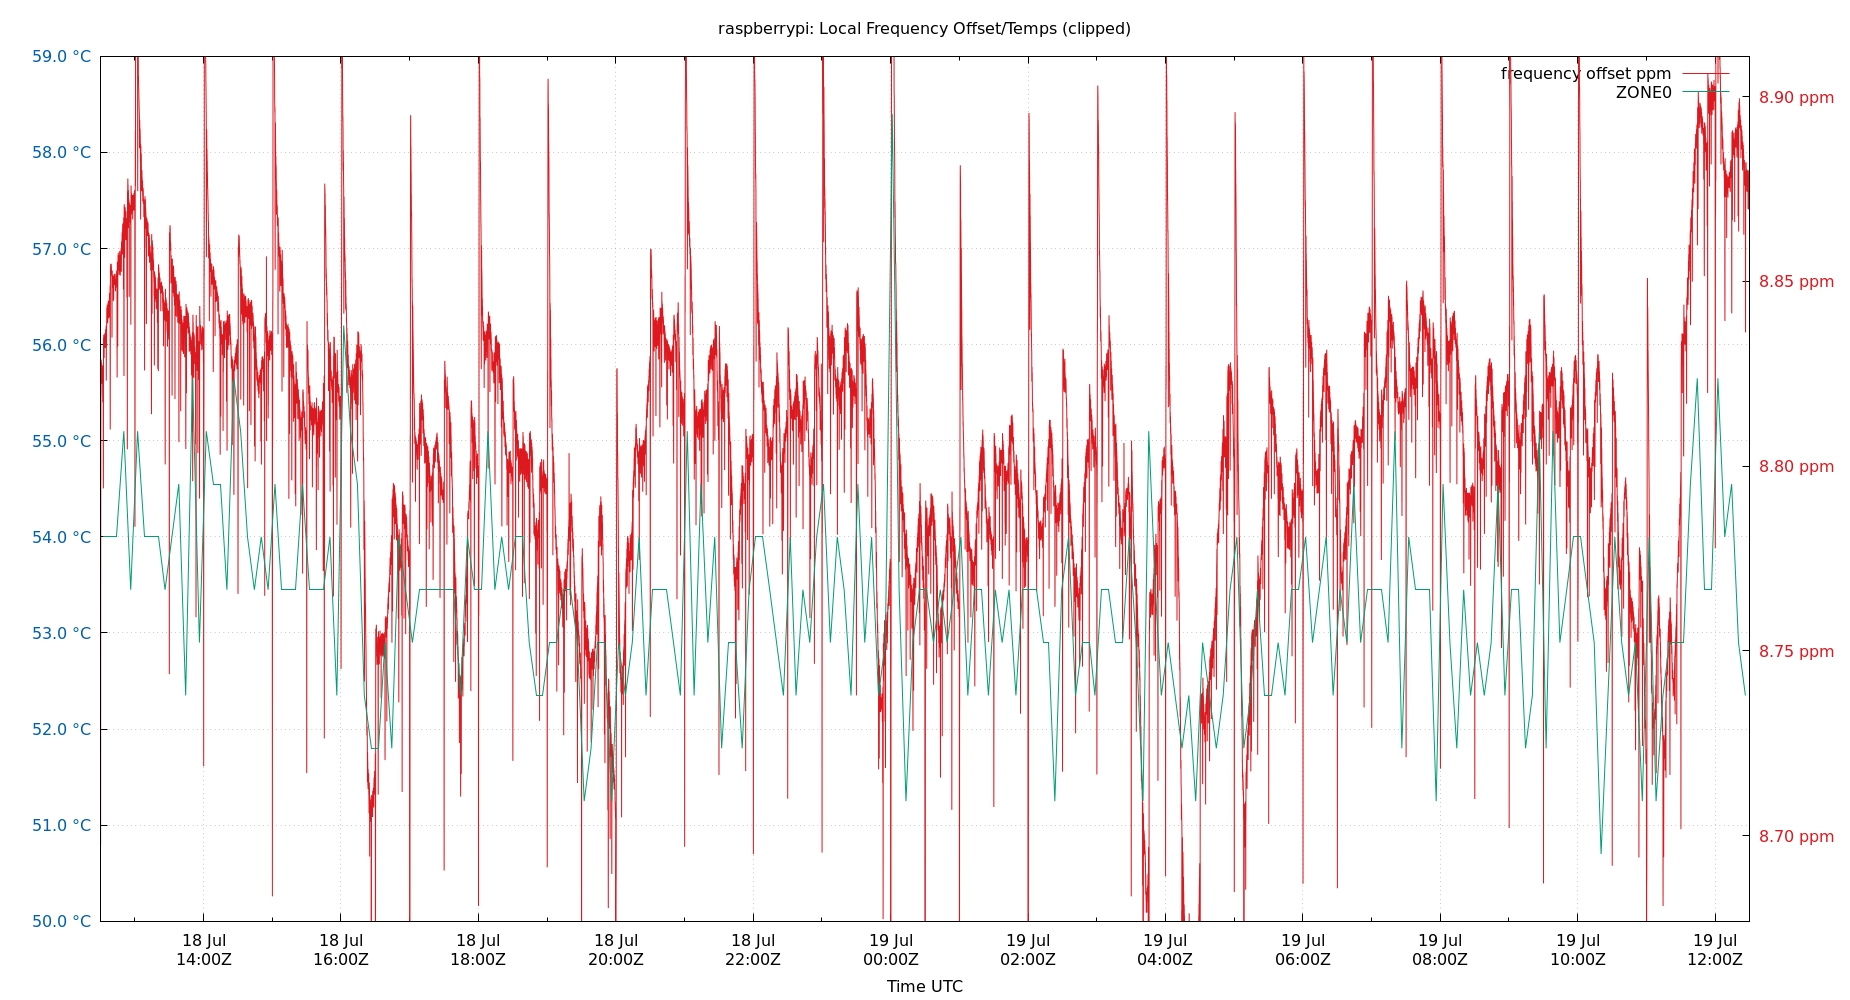 raspberrypi: Local Frequency Offset/Temps (clipped)
59.0 °C
58.0 °C
57.0 °C
56.0 °C
55.0 °C
54.0 °C
53.0 °C
52.0 °C
51.0 °C
50.0 °C
frequency offset ppm
ZONE0
8.90 ppm
8.85 ppm
8.80 ppm
8.75 ppm
8.70 ppm
18 Jul 18 Jul 18 Jul 18 Jul 18 Jul 19 Jul 19 Jul 19 Jul 19 Jul 19 Jul 19 Jul 19 Jul
14:00Z 16:00Z 18:00Z 20:00Z 22:00Z 00:00Z 02:00Z 04:00Z 06:00Z 08:00Z 10:00Z 12:00Z
Time UTC